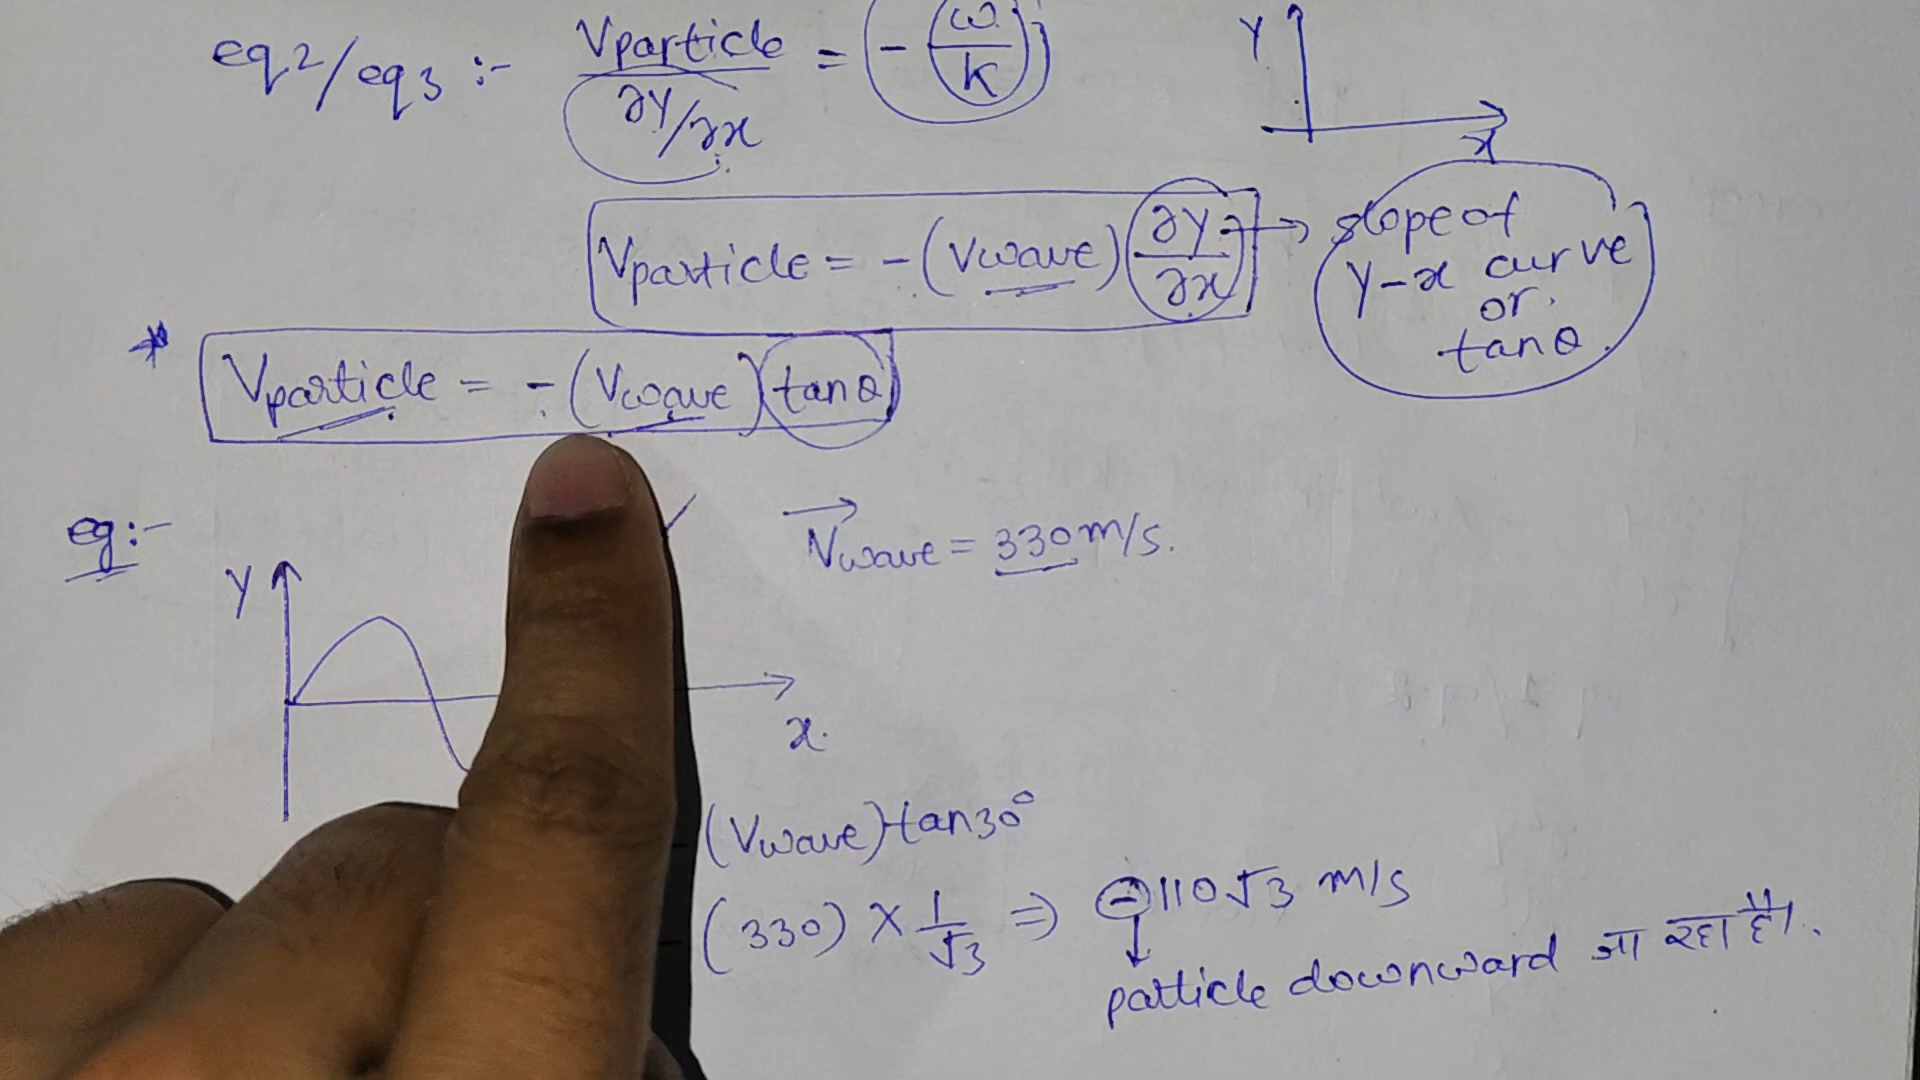 eq2/eq3 :- Vparticle / ∂y/∂x = - ω/k
Y
x
Vparticle = -(Vwave) ∂y/∂x → slope of
y-x curve
or
tanθ
* Vparticle = -(Vwave) tanθ
eg:-
Vwave = 330m/s.
Y
x.
(Vwave) tan30°
(330) × 1/√3 ⇒ -110√3 m/s
particle downward जा रहा है।